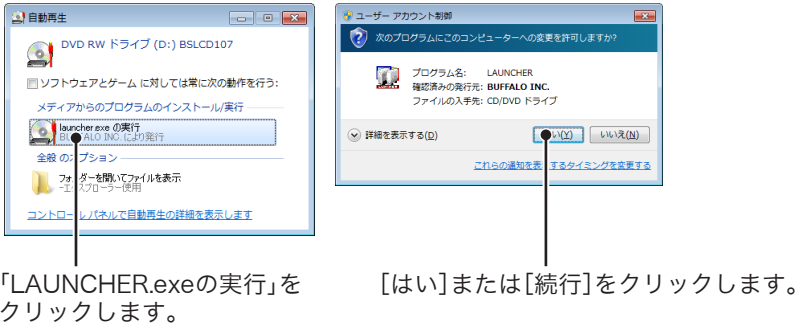 自動再生
DVD RW ドライブ (D:) BSLCD107
ソフトウェアとゲーム に対しては常に次の動作を行う:
メディアからのプログラムのインストール/実行
launcher.exe の実行
BUFFALO INC. により発行
全般 のオプション
フォルダーを開いてファイルを表示
-エクスプローラー使用
コントロール パネルで自動再生の詳細を表示します
「LAUNCHER.exeの実行」を
クリックします。
ユーザー アカウント制御
次のプログラムにこのコンピューターへの変更を許可しますか?
プログラム名: LAUNCHER
確認済みの発行元: BUFFALO INC.
ファイルの入手先: CD/DVD ドライブ
詳細を表示する(D)
はい(Y)
いいえ(N)
これらの通知を表示するタイミングを変更する
[はい]または[続行]をクリックします。